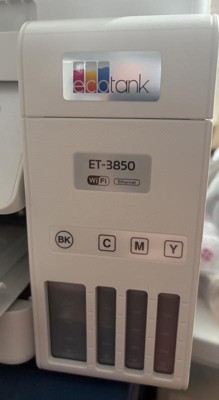 ecotank
ET-3850
WiFi Ethernet
BK C M Y